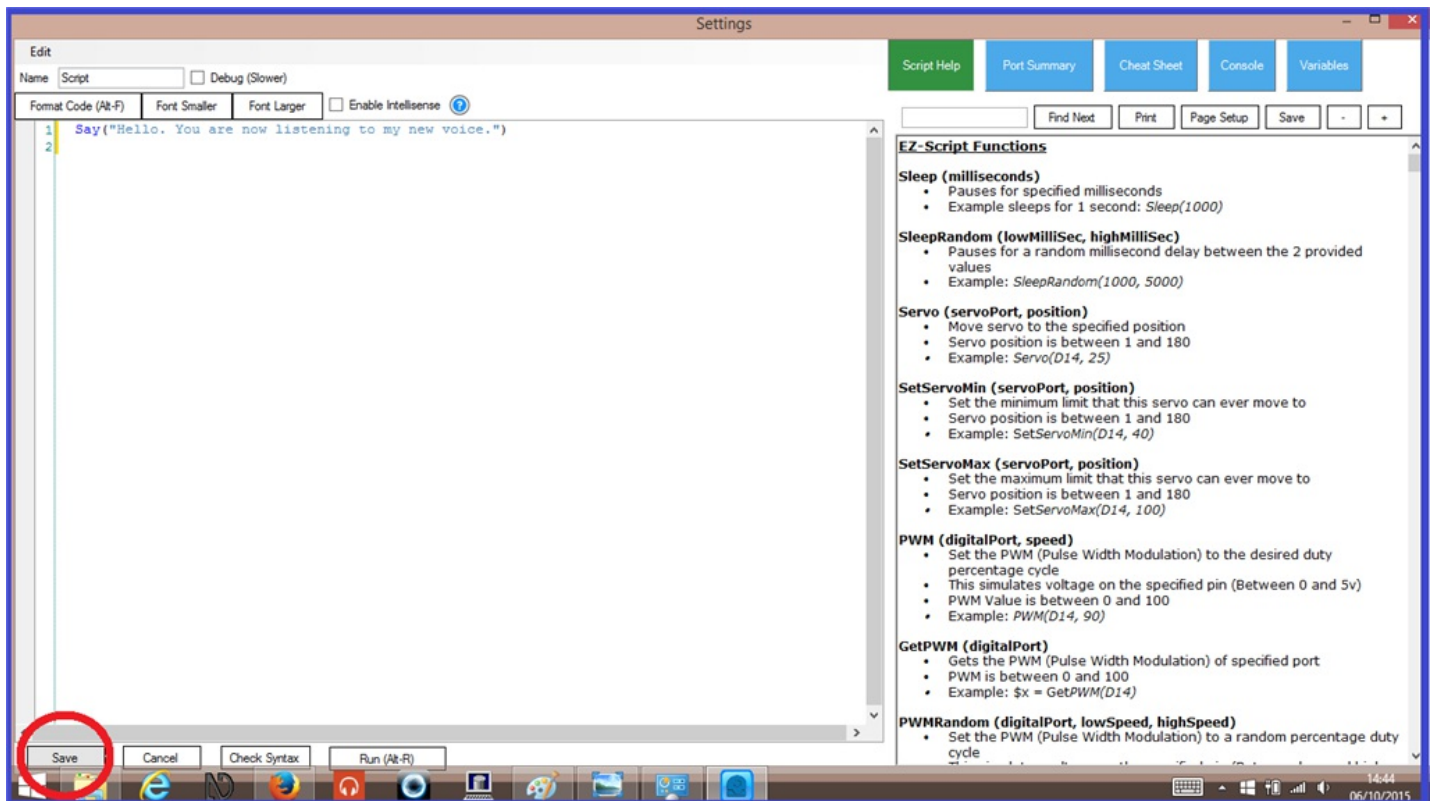 Settings
Edit
Name Script Debug (Slower)
Format Code (Alt-F) Font Smaller Font Larger Enable Intellisense ?
1 Say("Hello. You are now listening to my new voice.")
2
Save Cancel Check Syntax Run (Alt-R)
Script Help Port Summary Cheat Sheet Console Variables
Find Next Print Page Setup Save - +
EZ-Script Functions
Sleep (milliseconds)
• Pauses for specified milliseconds
• Example sleeps for 1 second: Sleep(1000)
SleepRandom (lowMilliSec, highMilliSec)
• Pauses for a random millisecond delay between the 2 provided
values
• Example: SleepRandom(1000, 5000)
Servo (servoPort, position)
• Move servo to the specified position
• Servo position is between 1 and 180
• Example: Servo(D14, 25)
SetServoMin (servoPort, position)
• Set the minimum limit that this servo can ever move to
• Servo position is between 1 and 180
• Example: SetServoMin(D14, 40)
SetServoMax (servoPort, position)
• Set the maximum limit that this servo can ever move to
• Servo position is between 1 and 180
• Example: SetServoMax(D14, 100)
PWM (digitalPort, speed)
• Set the PWM (Pulse Width Modulation) to the desired duty
percentage cycle
• This simulates voltage on the specified pin (Between 0 and 5v)
• PWM Value is between 0 and 100
• Example: PWM(D14, 90)
GetPWM (digitalPort)
• Gets the PWM (Pulse Width Modulation) of specified port
• PWM is between 0 and 100
• Example: $x = GetPWM(D14)
PWMRandom (digitalPort, lowSpeed, highSpeed)
• Set the PWM (Pulse Width Modulation) to a random percentage duty
cycle
14:44
06/10/2015